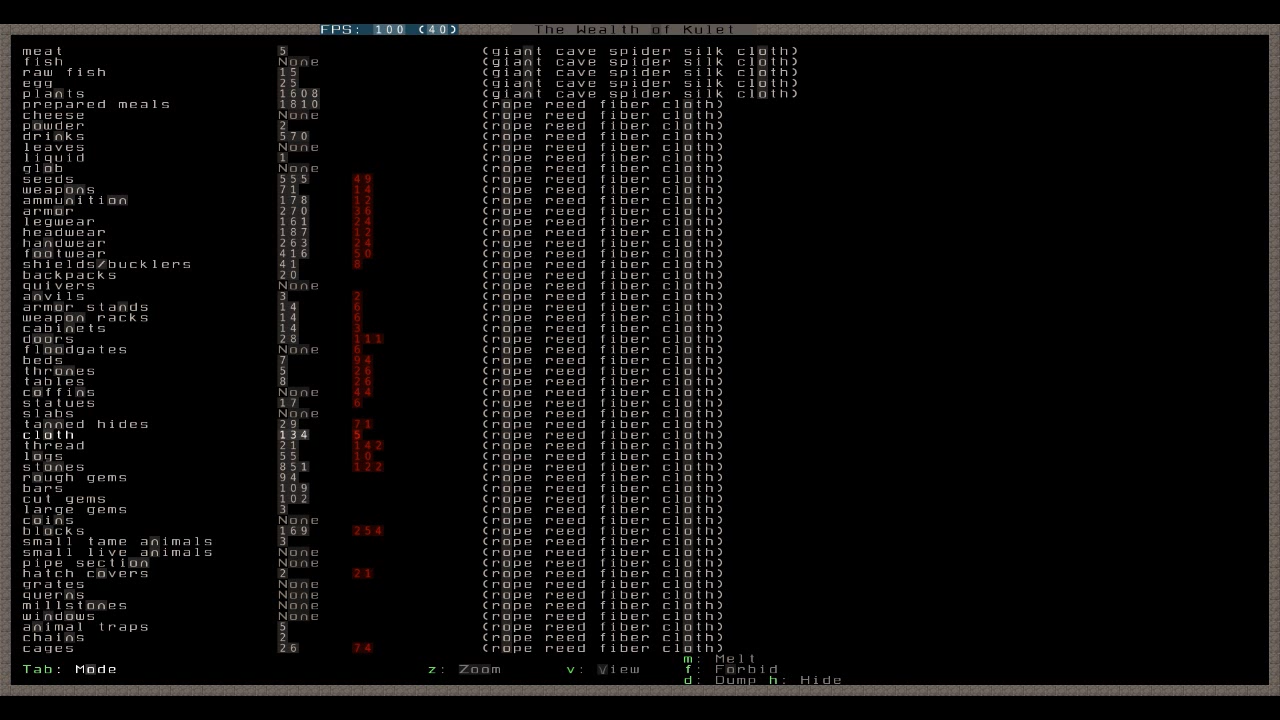 FPS: 100 (40) The Wealth of Kulet
meat 5 (giant cave spider silk cloth)
fish None (giant cave spider silk cloth)
raw fish 15 (giant cave spider silk cloth)
egg 25 (giant cave spider silk cloth)
plants 1608 (giant cave spider silk cloth)
prepared meals 1810 (rope reed fiber cloth)
cheese None (rope reed fiber cloth)
powder 2 (rope reed fiber cloth)
drinks 570 (rope reed fiber cloth)
leaves None (rope reed fiber cloth)
liquid 1 (rope reed fiber cloth)
glob None (rope reed fiber cloth)
seeds 555 49 (rope reed fiber cloth)
weapons 71 14 (rope reed fiber cloth)
ammunition 178 12 (rope reed fiber cloth)
armor 270 36 (rope reed fiber cloth)
legwear 161 24 (rope reed fiber cloth)
headwear 187 12 (rope reed fiber cloth)
handwear 263 24 (rope reed fiber cloth)
footwear 416 50 (rope reed fiber cloth)
shields/bucklers 41 8 (rope reed fiber cloth)
backpacks 20 (rope reed fiber cloth)
quivers None (rope reed fiber cloth)
anvils 3 2 (rope reed fiber cloth)
armor stands 14 6 (rope reed fiber cloth)
weapon racks 14 6 (rope reed fiber cloth)
cabinets 14 3 (rope reed fiber cloth)
doors 28 111 (rope reed fiber cloth)
floodgates None 6 (rope reed fiber cloth)
beds 7 94 (rope reed fiber cloth)
thrones 5 26 (rope reed fiber cloth)
tables 8 26 (rope reed fiber cloth)
coffins None 44 (rope reed fiber cloth)
statues 17 6 (rope reed fiber cloth)
slabs None (rope reed fiber cloth)
tanned hides 29 71 (rope reed fiber cloth)
cloth 134 5 (rope reed fiber cloth)
thread 21 142 (rope reed fiber cloth)
logs 55 10 (rope reed fiber cloth)
stones 851 122 (rope reed fiber cloth)
rough gems 94 (rope reed fiber cloth)
bars 109 (rope reed fiber cloth)
cut gems 102 (rope reed fiber cloth)
large gems 3 (rope reed fiber cloth)
coins None (rope reed fiber cloth)
blocks 169 254 (rope reed fiber cloth)
small tame animals 3 (rope reed fiber cloth)
small live animals None (rope reed fiber cloth)
pipe section None (rope reed fiber cloth)
hatch covers 2 21 (rope reed fiber cloth)
grates None (rope reed fiber cloth)
querns None (rope reed fiber cloth)
millstones None (rope reed fiber cloth)
windows None (rope reed fiber cloth)
animal traps 5 (rope reed fiber cloth)
chains 2 (rope reed fiber cloth)
cages 26 74 (rope reed fiber cloth)
m: Melt
Tab: Mode z: Zoom v: View f: Forbid
d: Dump h: Hide